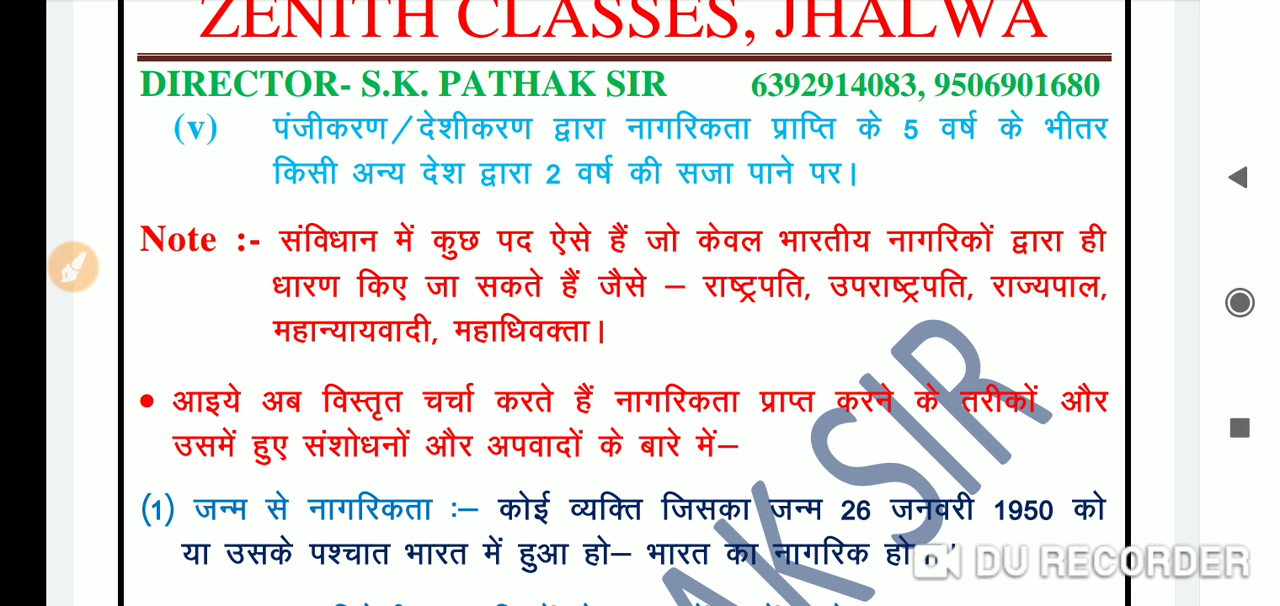 ZENITH CLASSES, JHALWA
DIRECTOR- S.K. PATHAK SIR 6392914083, 9506901680
(v) पंजीकरण/देशीकरण द्वारा नागरिकता प्राप्ति के 5 वर्ष के भीतर
किसी अन्य देश द्वारा 2 वर्ष की सजा पाने पर।
Note :- संविधान में कुछ पद ऐसे हैं जो केवल भारतीय नागरिकों द्वारा ही
धारण किए जा सकते हैं जैसे – राष्ट्रपति, उपराष्ट्रपति, राज्यपाल,
महान्यायवादी, महाधिवक्ता।
• आइये अब विस्तृत चर्चा करते हैं नागरिकता प्राप्त करने के तरीकों और
उसमें हुए संशोधनों और अपवादों के बारे में–
(1) जन्म से नागरिकता :– कोई व्यक्ति जिसका जन्म 26 जनवरी 1950 को
या उसके पश्चात भारत में हुआ हो– भारत का नागरिक
AK SIR
DU RECORDER